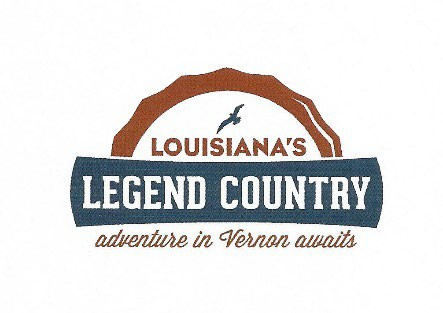 LOUISIANA'S
LEGEND COUNTRY
adventure in Vernon awaits